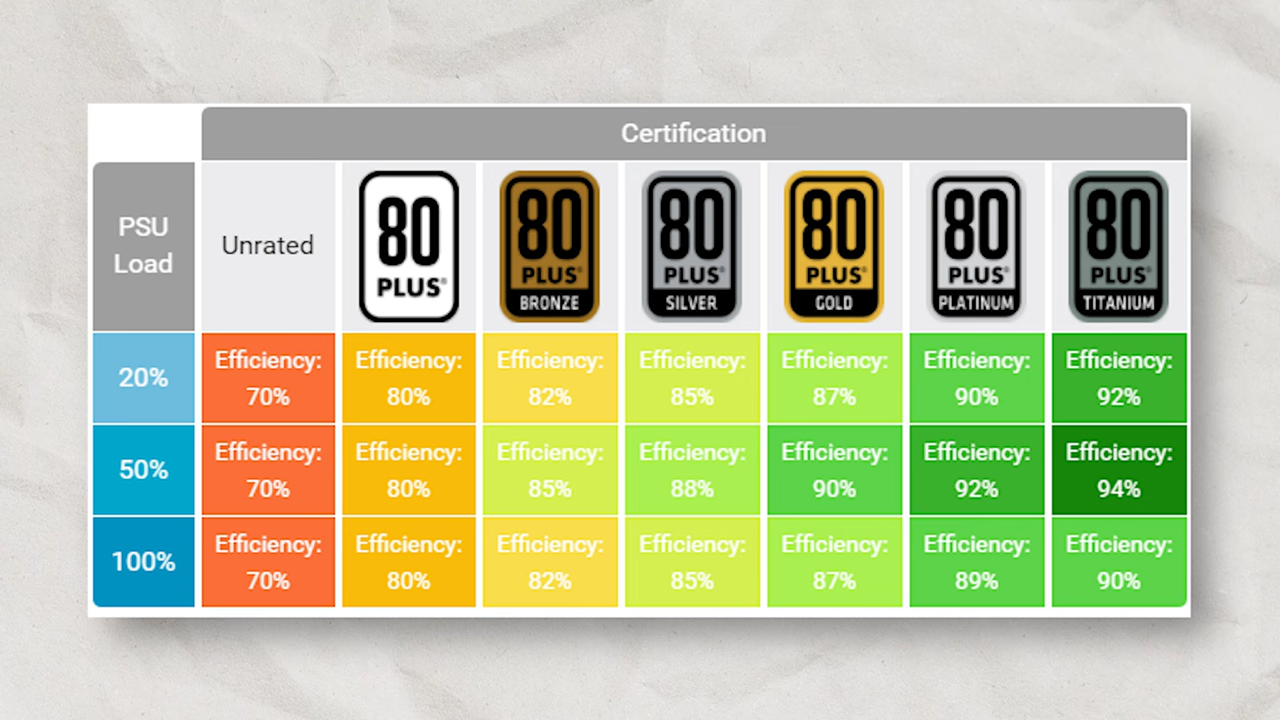 Certification
PSU
Load
Unrated
80
PLUS®
80
PLUS®
BRONZE
80
PLUS®
SILVER
80
PLUS®
GOLD
80
PLUS®
PLATINUM
80
PLUS®
TITANIUM
20%
Efficiency:
70%
Efficiency:
80%
Efficiency:
82%
Efficiency:
85%
Efficiency:
87%
Efficiency:
90%
Efficiency:
92%
50%
Efficiency:
70%
Efficiency:
80%
Efficiency:
85%
Efficiency:
88%
Efficiency:
90%
Efficiency:
92%
Efficiency:
94%
100%
Efficiency:
70%
Efficiency:
80%
Efficiency:
82%
Efficiency:
85%
Efficiency:
87%
Efficiency:
89%
Efficiency:
90%